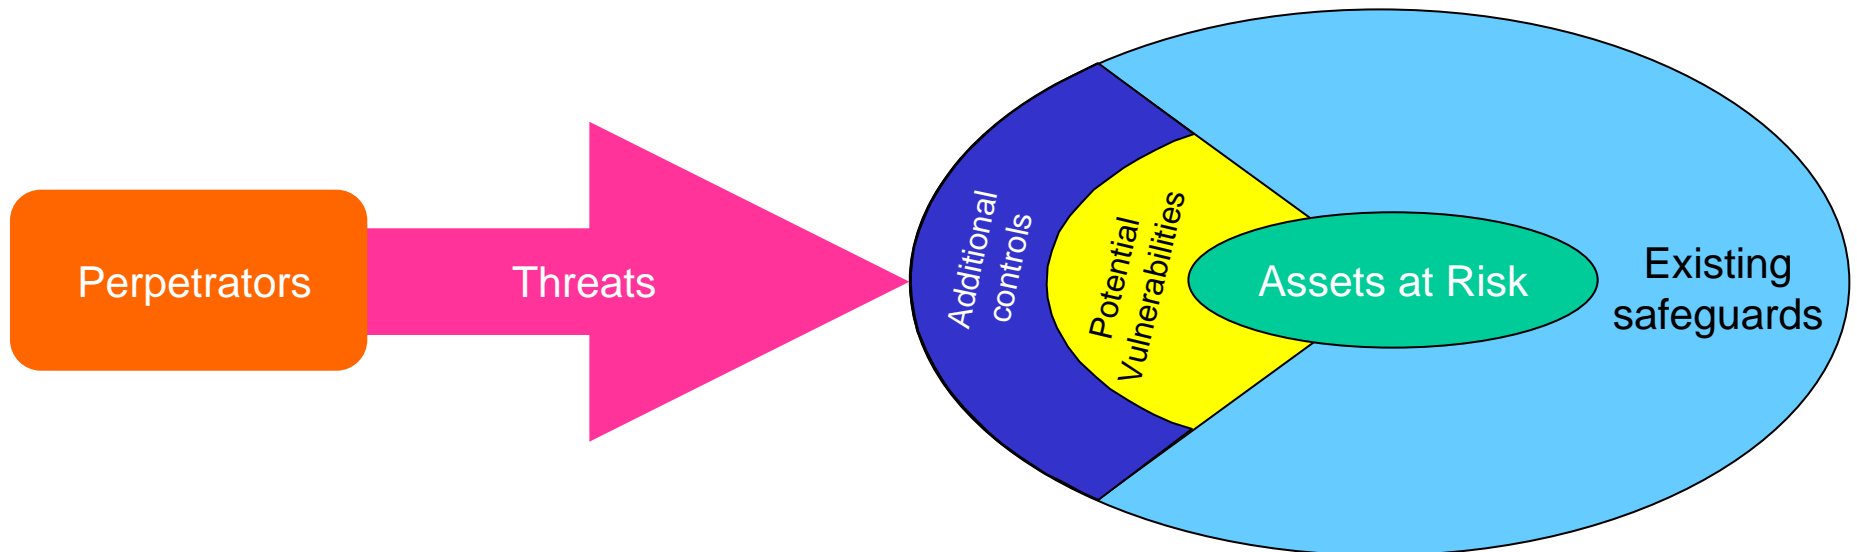 Perpetrators
Threats
Additional
controls
Potential
Vulnerabilities
Assets at Risk
Existing
safeguards